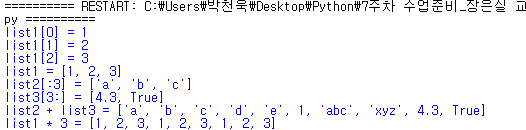 ========== RESTART: C:\Users\박천욱\Desktop\Python\7주차 수업준비_장은실 교
py ==========
list1[0] = 1
list1[1] = 2
list1[2] = 3
list1 = [1, 2, 3]
list2[:3] = ['a', 'b', 'c']
list3[3:] = [4.3, True]
list2 + list3 = ['a', 'b', 'c', 'd', 'e', 1, 'abc', 'xyz', 4.3, True]
list1 * 3 = [1, 2, 3, 1, 2, 3, 1, 2, 3]